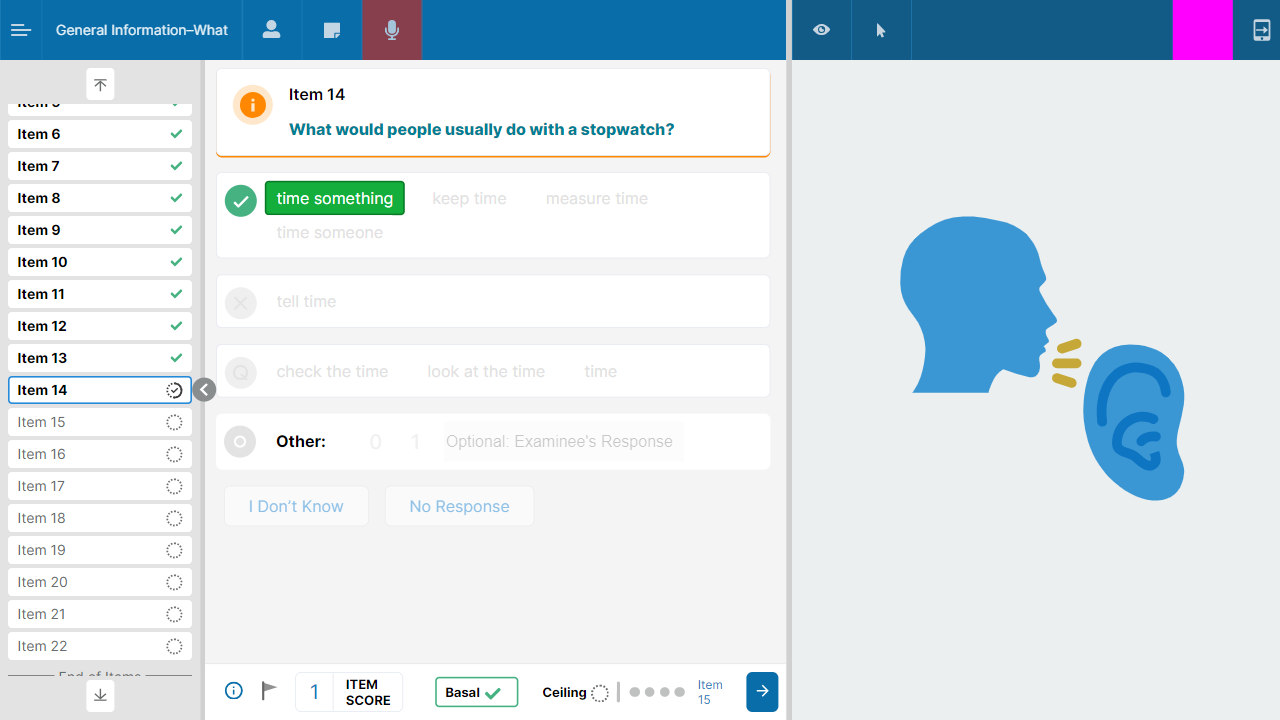 General Information–What
Item 6
Item 7
Item 8
Item 9
Item 10
Item 11
Item 12
Item 13
Item 14
Item 15
Item 16
Item 17
Item 18
Item 19
Item 20
Item 21
Item 22
End of Items
Item 14
What would people usually do with a stopwatch?
time something keep time measure time
time someone
tell time
Q check the time look at the time time
O Other: 0 1 Optional: Examinee's Response
I Don’t Know No Response
1 ITEM SCORE Basal Ceiling Item 15